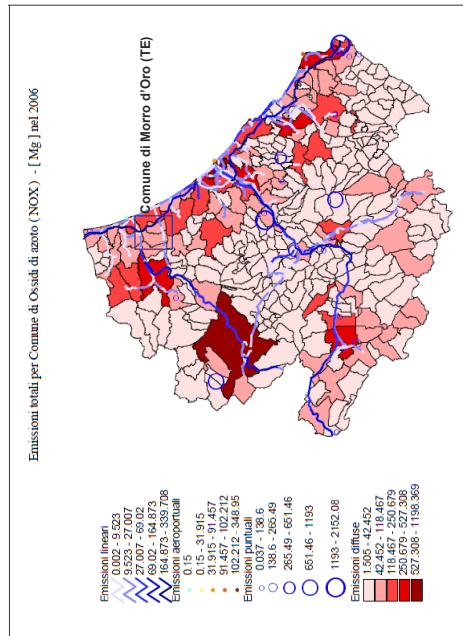 Emissioni totali per Comune di Ossidi di azoto (NOX) - [Mg] nel 2006
Comune di Morro d'Oro (TE)
Emissioni lineari
0.002 - 9.523
9.523 - 27.007
27.007 - 69.02
69.02 - 164.873
164.873 - 339.708
Emissioni aeroportuali
0.15
0.15 - 31.915
31.915 - 91.457
91.457 - 102.212
102.212 - 348.95
Emissioni puntuali
0.037 - 138.6
138.6 - 265.49
265.49 - 651.46
651.46 - 1193
1193 - 2152.08
Emissioni diffuse
1.505 - 42.452
42.452 - 118.467
118.467 - 250.679
250.679 - 527.308
527.308 - 1198.369